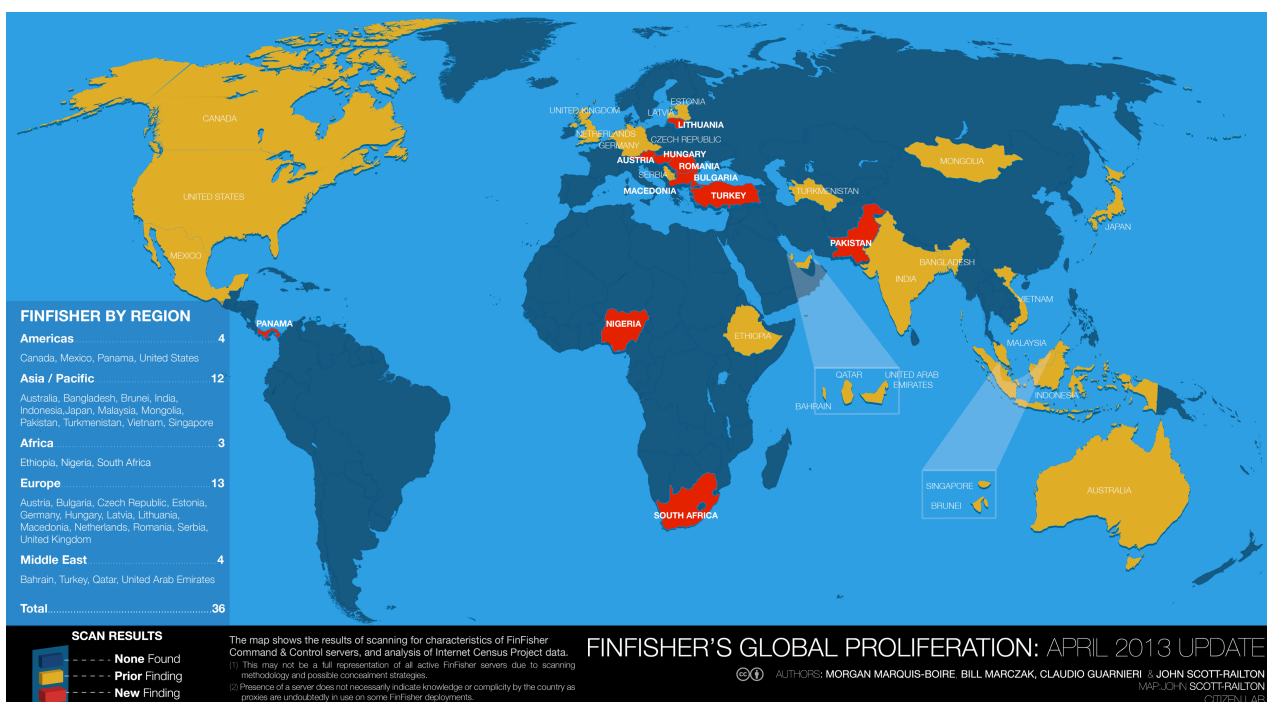 CANADA
UNITED STATES
MEXICO
PANAMA
UNITED KINGDOM
ESTONIA
LATVIA
LITHUANIA
NETHERLANDS
CZECH REPUBLIC
GERMANY
AUSTRIA
HUNGARY
ROMANIA
SERBIA
BULGARIA
MACEDONIA
TURKEY
TURKMENISTAN
MONGOLIA
JAPAN
PAKISTAN
INDIA
BANGLADESH
VIETNAM
NIGERIA
ETHIOPIA
MALAYSIA
INDONESIA
QATAR
UNITED ARAB
EMIRATES
BAHRAIN
SINGAPORE
BRUNEI
AUSTRALIA
SOUTH AFRICA
FINFISHER BY REGION
Americas 4
Canada, Mexico, Panama, United States
Asia / Pacific 12
Australia, Bangladesh, Brunei, India,
Indonesia,Japan, Malaysia, Mongolia,
Pakistan, Turkmenistan, Vietnam, Singapore
Africa 3
Ethiopia, Nigeria, South Africa
Europe 13
Austria, Bulgaria, Czech Republic, Estonia,
Germany, Hungary, Latvia, Lithuania,
Macedonia, Netherlands, Romania, Serbia,
United Kingdom
Middle East 4
Bahrain, Turkey, Qatar, United Arab Emirates
Total 36
SCAN RESULTS
None Found
Prior Finding
New Finding
The map shows the results of scanning for characteristics of FinFisher
Command & Control servers, and analysis of Internet Census Project data.
(1) This may not be a full representation of all active FinFisher servers due to scanning
methodology and possible concealment strategies.
(2) Presence of a server does not necessarily indicate knowledge or complicity by the country as
proxies are undoubtedly in use on some FinFisher deployments.
FINFISHER'S GLOBAL PROLIFERATION: APRIL 2013 UPDATE
cc AUTHORS: MORGAN MARQUIS-BOIRE, BILL MARCZAK, CLAUDIO GUARNIERI & JOHN SCOTT-RAILTON
MAP:JOHN SCOTT-RAILTON
CITIZEN LAB